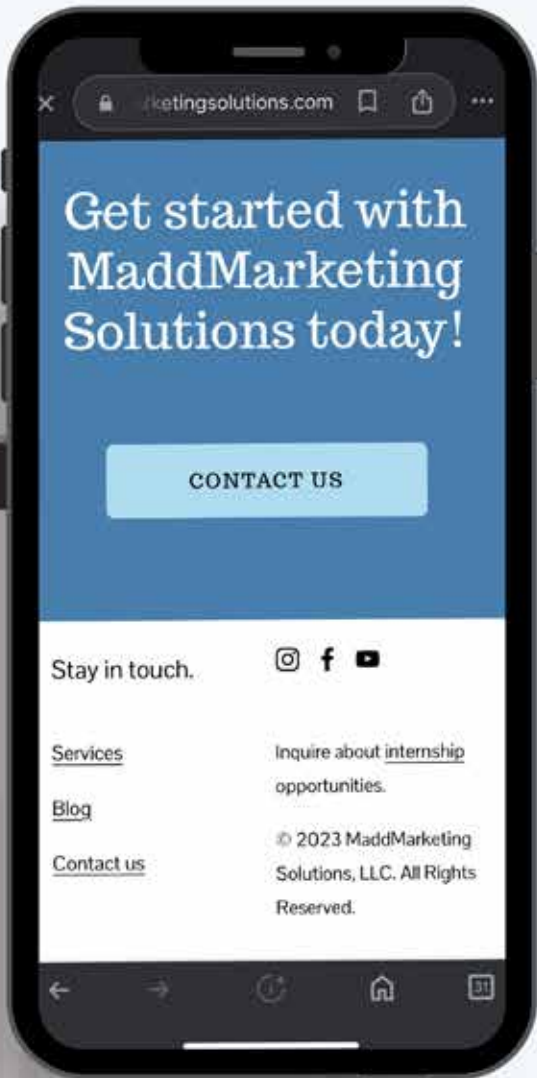 ketingsolutions.com
Get started with
MaddMarketing
Solutions today!
CONTACT US
Stay in touch.
Services
Blog
Contact us
Inquire about internship
opportunities.
© 2023 MaddMarketing
Solutions, LLC. All Rights
Reserved.
31